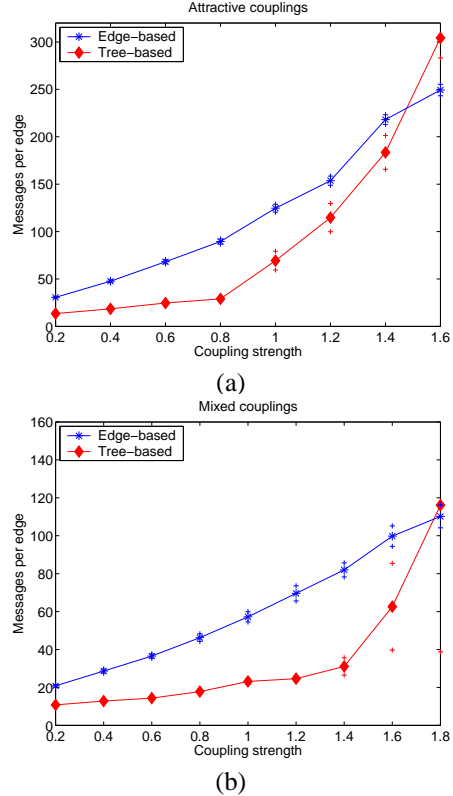 Attractive couplings
300
250
200
150
100
50
0
Messages per edge
Edge−based
Tree−based
0.2 0.4 0.6 0.8 1 1.2 1.4 1.6
Coupling strength
(a)
Mixed couplings
160
140
120
100
80
60
40
20
0
Messages per edge
Edge−based
Tree−based
0.2 0.4 0.6 0.8 1.0 1.2 1.4 1.6 1.8
Coupling strength
(b)